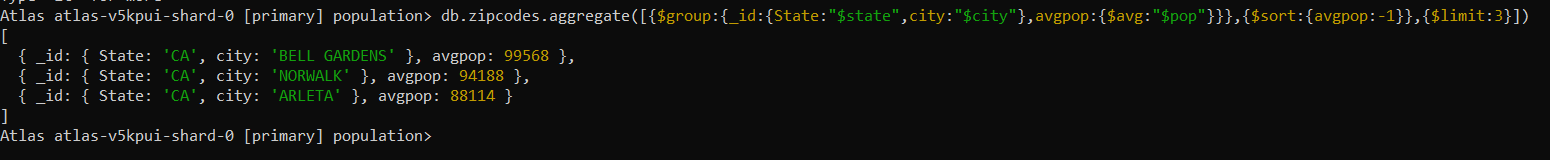 Atlas atlas-v5kpui-shard-0 [primary] population> db.zipcodes.aggregate([{$group:{_id:{State:"$state",city:"$city"},avgpop:{$avg:"$pop"}}},{$sort:{avgpop:-1}},{$limit:3}])
[
  { _id: { State: 'CA', city: 'BELL GARDENS' }, avgpop: 99568 },
  { _id: { State: 'CA', city: 'NORWALK' }, avgpop: 94188 },
  { _id: { State: 'CA', city: 'ARLETA' }, avgpop: 88114 }
]
Atlas atlas-v5kpui-shard-0 [primary] population>